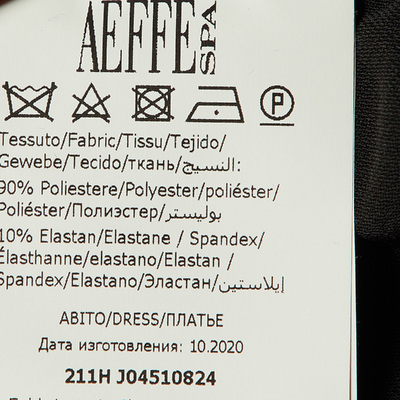 AEFFE SPA
P
Tessuto/Fabric/Tissu/Tejido/
Gewebe/Tecido/ткань/النسيج:
90% Poliestere/Polyester/poliéster/
Poliéster/Полиэстер/بوليستر
10% Elastan/Elastane / Spandex/
Élasthanne/elastano/Elastan /
Spandex/Elastano/Эластан/إيلاستين
ABITO/DRESS/ПЛАТЬЕ
Дата изготовления: 10.2020
211H J04510824